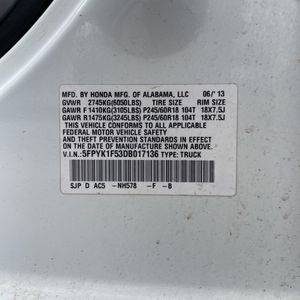 MFD. BY HONDA MFG. OF ALABAMA, LLC. 06/'13
GVWR 2745KG(6050LBS) TIRE SIZE RIM SIZE
GAWR F 1410KG(3105LBS) P245/60R18 104T 18X7.5J
GAWR R1475KG(3245LBS) P245/60R18 104T 18X7.5J
THIS VEHICLE CONFORMS TO ALL APPLICABLE
FEDERAL MOTOR VEHICLE SAFETY
AND THEFT PREVENTION STANDARDS IN EFFECT
ON THE DATE OF MANUFACTURE SHOWN ABOVE.
V.I.N.: 5FPYK1F53DB017136 TYPE: TRUCK
SJP D AC5 -NH578 -F -B